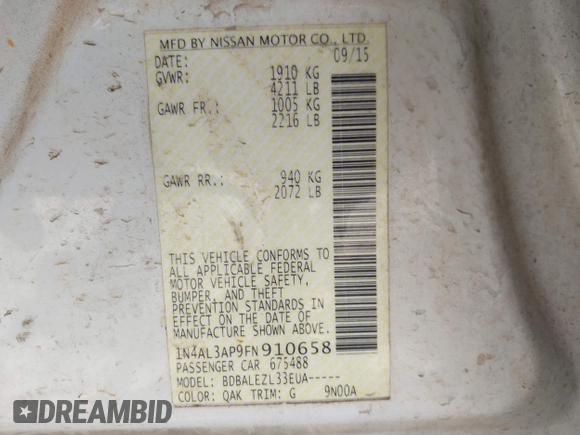 MFD BY NISSAN MOTOR CO., LTD.
DATE: 09/15
GVWR: 1910 KG
4211 LB
GAWR FR.: 1005 KG
2216 LB
GAWR RR.: 940 KG
2072 LB
THIS VEHICLE CONFORMS TO
ALL APPLICABLE FEDERAL
MOTOR VEHICLE SAFETY,
BUMPER, AND THEFT
PREVENTION STANDARDS IN
EFFECT ON THE DATE OF
MANUFACTURE SHOWN ABOVE.
1N4AL3AP9FN910658
PASSENGER CAR 675488
MODEL: BDBALEZL33EUA-----
COLOR: QAK TRIM: G 9N00A
DREAMBID